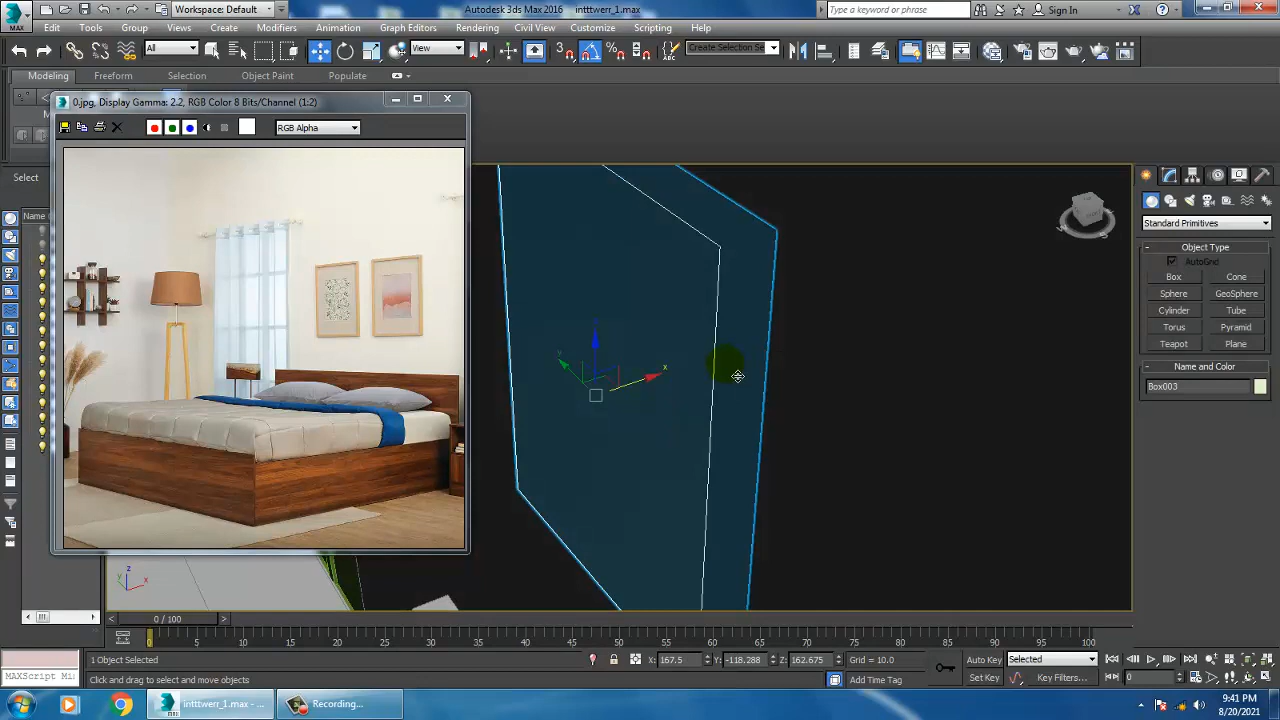 MAX
Workspace: Default
Autodesk 3ds Max 2016
intttwerr_1.max
Type a keyword or phrase
Sign In
Edit
Tools
Group
Views
Create
Modifiers
Animation
Graph Editors
Rendering
Civil View
Customize
Scripting
Help
All
View
Create Selection Se
Modeling
Freeform
Selection
Object Paint
Populate
0.jpg, Display Gamma: 2.2, RGB Color 8 Bits/Channel (1:2)
RGB Alpha
Select
Name
Standard Primitives
Object Type
AutoGrid
Box
Cone
Sphere
GeoSphere
Cylinder
Tube
Torus
Pyramid
Teapot
Plane
Name and Color
Box003
y
x
z
y
x
0 / 100
0 5 10 15 20 25 30 35 40 45 50 55 60 65 70 75 80 85 90 95 100
1 Object Selected
X: 167.5
Y: -118.288
Z: 162.675
Grid = 10.0
Auto Key
Selected
MAXScript Mi
Click and drag to select and move objects
Add Time Tag
Set Key
Key Filters...
0
intttwerr_1.max - ...
Recording...
9:41 PM
8/20/2021